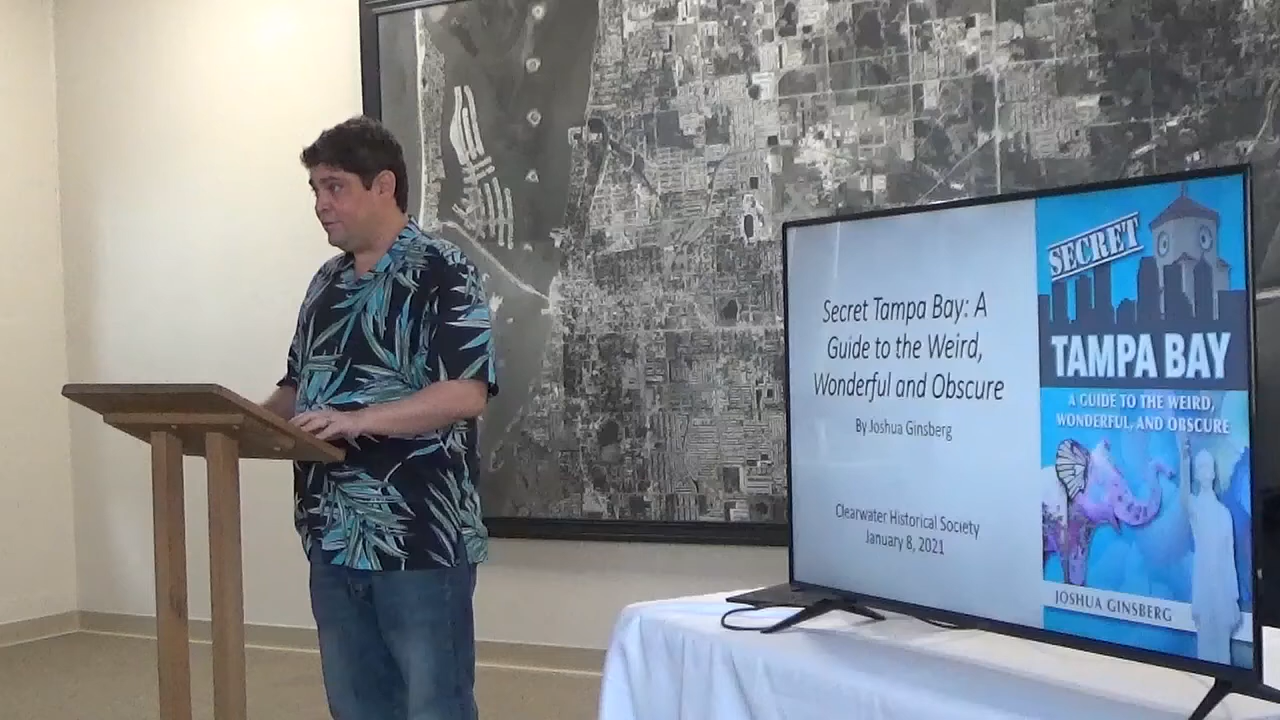 Secret Tampa Bay: A
Guide to the Weird,
Wonderful and Obscure
By Joshua Ginsberg
Clearwater Historical Society
January 8, 2021
SECRET
TAMPA BAY
A GUIDE TO THE WEIRD,
WONDERFUL, AND OBSCURE
JOSHUA GINSBERG